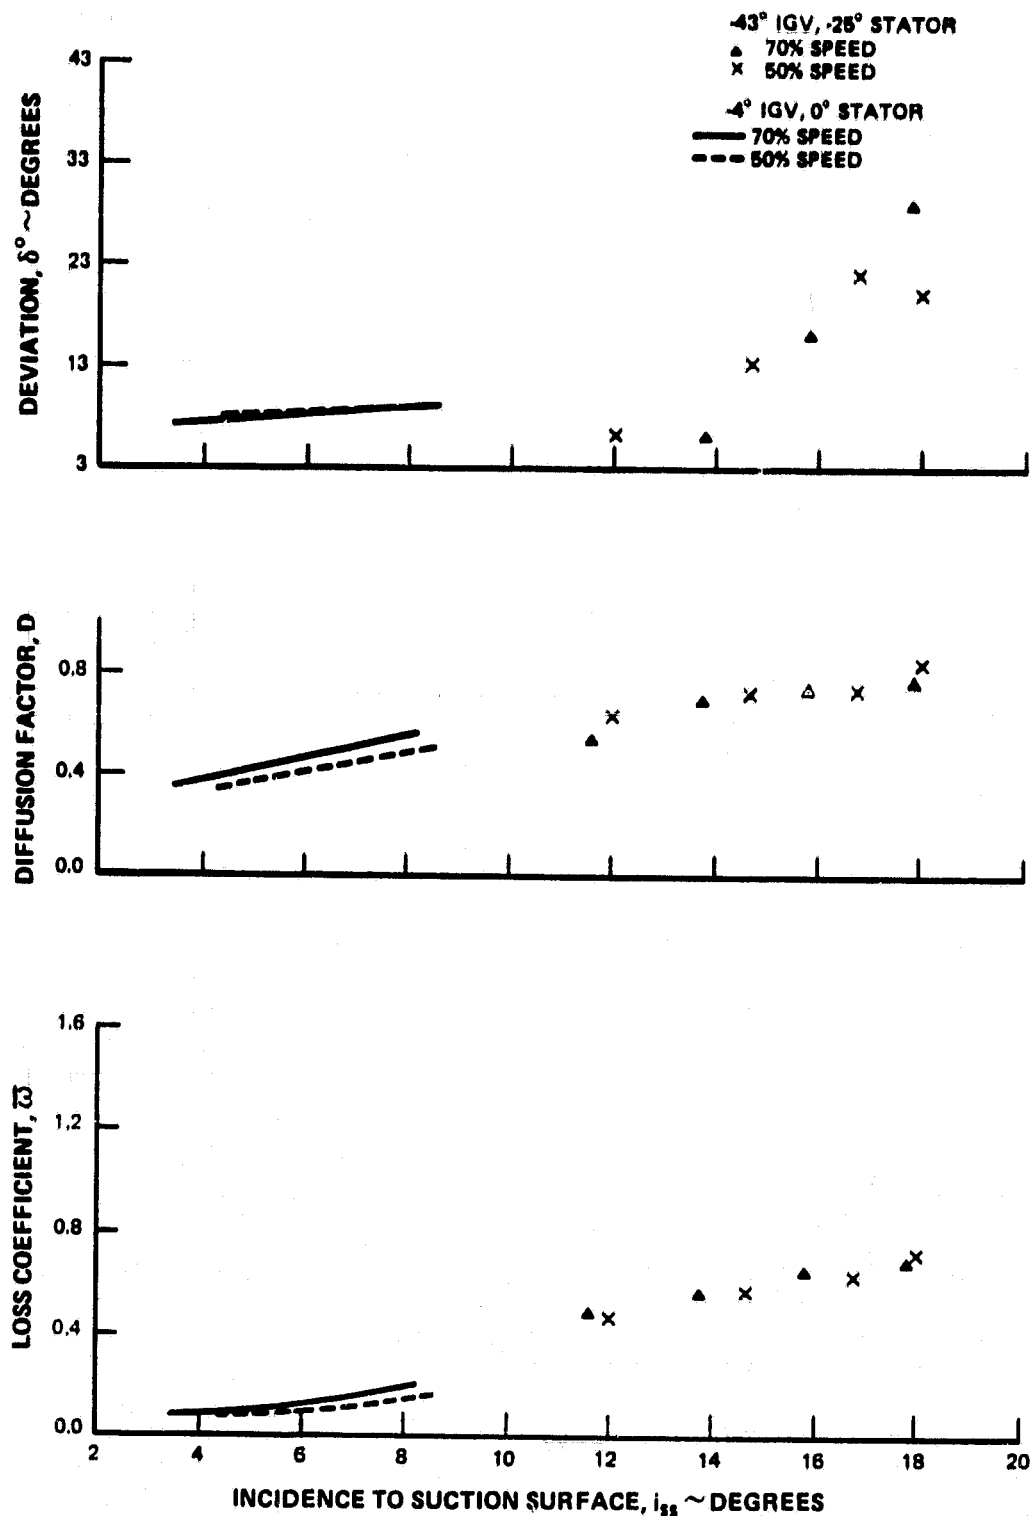 -43° IGV, -25° STATOR
▲ 70% SPEED
× 50% SPEED
-4° IGV, 0° STATOR
70% SPEED
50% SPEED
DEVIATION, δ° ~ DEGREES
43
33
23
13
3
DIFFUSION FACTOR, D
0.8
0.4
0.0
LOSS COEFFICIENT, ω̅
1.6
1.2
0.8
0.4
0.0
2 4 6 8 10 12 14 16 18 20
INCIDENCE TO SUCTION SURFACE, iss ~ DEGREES